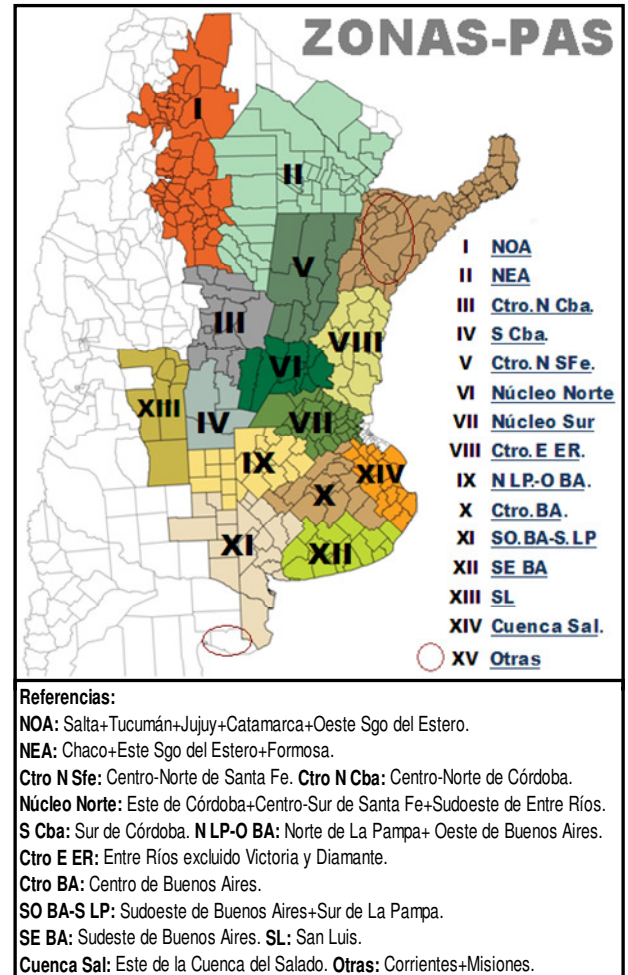 ZONAS-PAS
I
II
V
III
VIII
VI
XIII
IV
VII
IX
XIV
X
XI
XII
I NOA
II NEA
III Ctro.N Cba.
IV S Cba.
V Ctro.N SFe.
VI Núcleo Norte
VII Núcleo Sur
VIII Ctro.E ER.
IX N LP.-O BA.
X Ctro.BA.
XI SO.BA-S.LP
XII SE BA
XIII SL
XIV Cuenca Sal.
XV Otras
Referencias:
NOA: Salta+Tucumán+Jujuy+Catamarca+Oeste Sgo del Estero.
NEA: Chaco+Este Sgo del Estero+Formosa.
Ctro N Sfe: Centro-Norte de Santa Fe. Ctro N Cba: Centro-Norte de Córdoba.
Núcleo Norte: Este de Córdoba+Centro-Sur de Santa Fe+Sudoeste de Entre Ríos.
S Cba: Sur de Córdoba. N LP-O BA: Norte de La Pampa+ Oeste de Buenos Aires.
Ctro E ER: Entre Ríos excluido Victoria y Diamante.
Ctro BA: Centro de Buenos Aires.
SO BA-S LP: Sudoeste de Buenos Aires+Sur de La Pampa.
SE BA: Sudeste de Buenos Aires. SL: San Luis.
Cuenca Sal: Este de la Cuenca del Salado. Otras: Corrientes+Misiones.